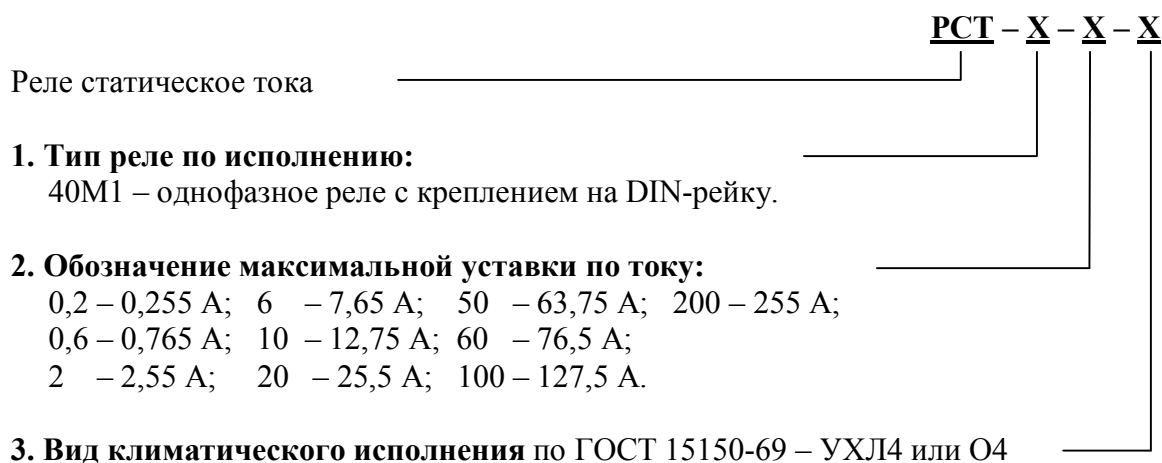 РСТ – Х – Х – Х
Реле статическое тока
1. Тип реле по исполнению:
40М1 – однофазное реле с креплением на DIN-рейку.
2. Обозначение максимальной уставки по току:
0,2 – 0,255 А; 6 – 7,65 А; 50 – 63,75 А; 200 – 255 А;
0,6 – 0,765 А; 10 – 12,75 А; 60 – 76,5 А;
2 – 2,55 А; 20 – 25,5 А; 100 – 127,5 А.
3. Вид климатического исполнения по ГОСТ 15150-69 – УХЛ4 или О4